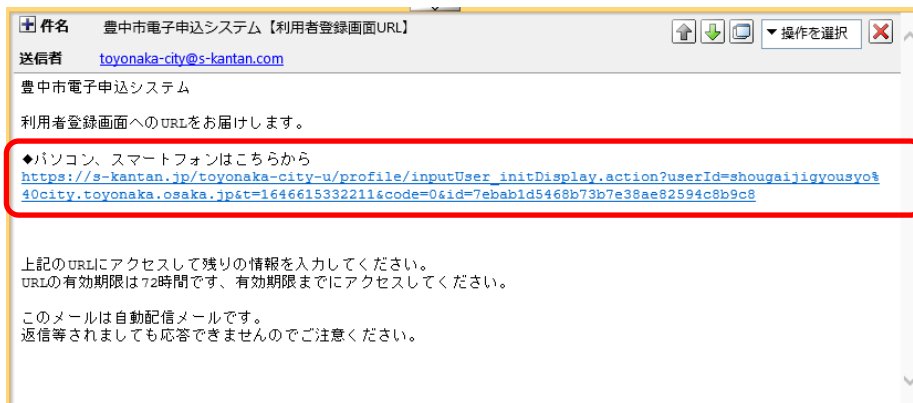 件名 豊中市電子申込システム【利用者登録画面URL】
▼操作を選択
送信者 toyonaka-city@s-kantan.com
豊中市電子申込システム
利用者登録画面へのURLをお届けします。
◆パソコン、スマートフォンはこちらから
https://s-kantan.jp/toyonaka-city-u/profile/inputUser_initDisplay.action?userId=shougaijigyousyo%
40city.toyonaka.osaka.jp&t=1646615332211&code=0&id=7ebab1d5468b73b7e38ae82594c8b9c8
上記のURLにアクセスして残りの情報を入力してください。
URLの有効期限は72時間です、有効期限までにアクセスしてください。
このメールは自動配信メールです。
返信等されましても応答できませんのでご注意ください。